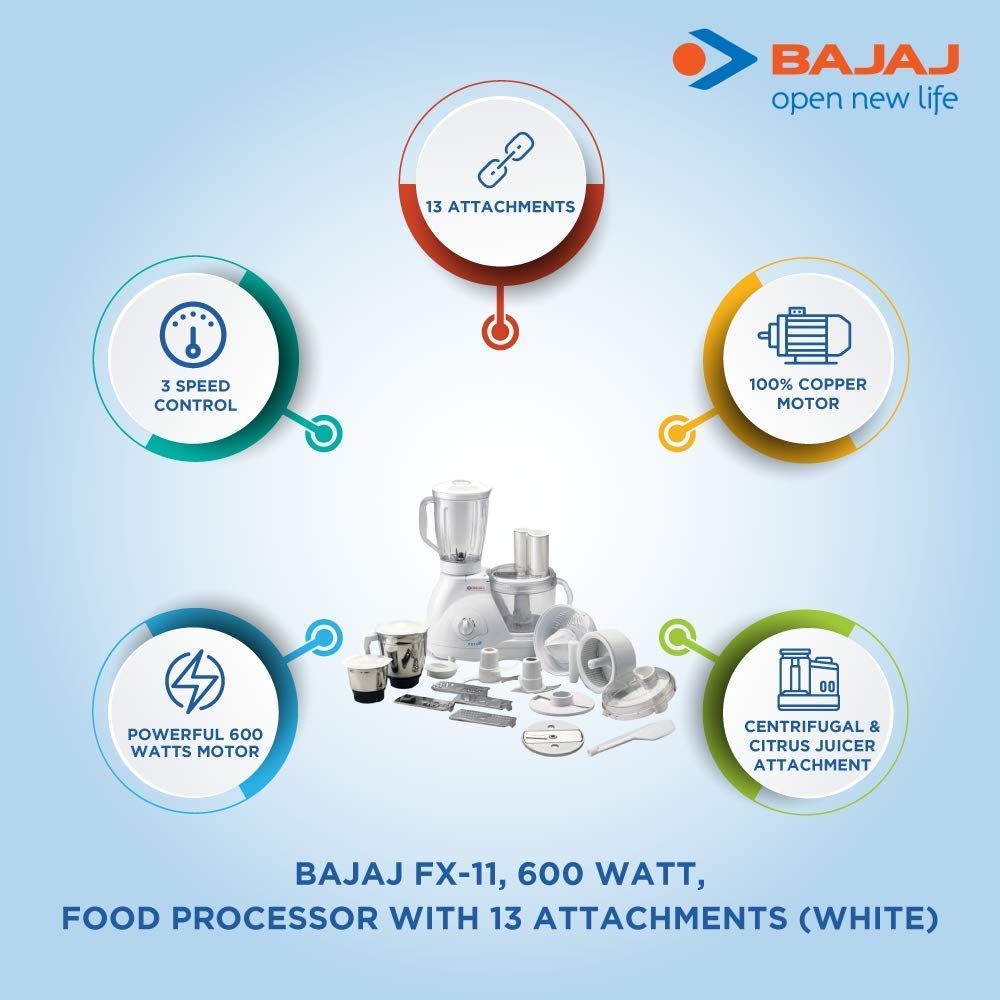 BAJAJ
open new life
13 ATTACHMENTS
3 SPEED
CONTROL
100% COPPER
MOTOR
BAJAJ
POWERFUL 600
WATTS MOTOR
CENTRIFUGAL &
CITRUS JUICER
ATTACHMENT
BAJAJ FX-11, 600 WATT,
FOOD PROCESSOR WITH 13 ATTACHMENTS (WHITE)